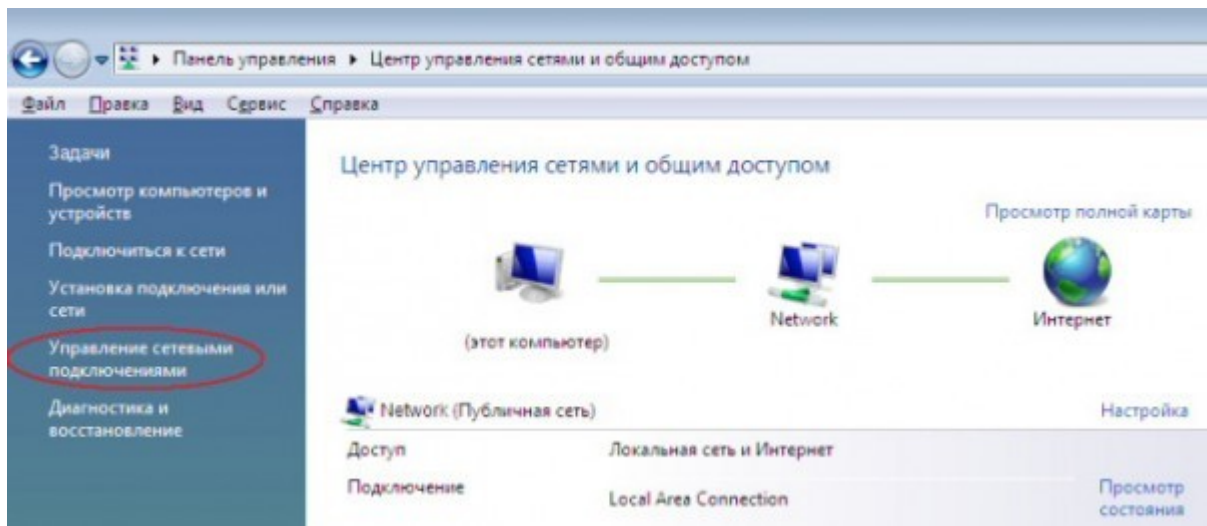 Панель управления ▸ Центр управления сетями и общим доступом
Файл Правка Вид Сервис Справка
Задачи
Просмотр компьютеров и
устройств
Подключиться к сети
Установка подключения или
сети
Управление сетевыми
подключениями
Диагностика и
восстановление
Центр управления сетями и общим доступом
Просмотр полной карты
(этот компьютер)
Network
Интернет
Network (Публичная сеть)
Настройка
Доступ
Локальная сеть и Интернет
Подключение
Local Area Connection
Просмотр
состояния